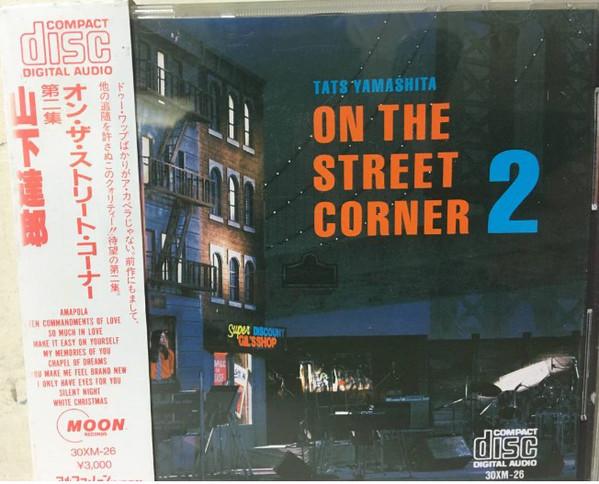 COMPACT
disc
DIGITAL AUDIO
ドゥー・ワップばかりがア・カペラじゃない。前作にもまして、
他の追随を許さぬこのクォリティー!!待望の第二集。
オン・ザ・ストリート・コーナー
第二集
山下達郎
AMAPOLA
TEN COMMANDMENTS OF LOVE
SO MUCH IN LOVE
MAKE IT EASY ON YOURSELF
MY MEMORIES OF YOU
CHAPEL OF DREAMS
YOU MAKE ME FEEL BRAND NEW
I ONLY HAVE EYES FOR YOU
SILENT NIGHT
WHITE CHRISTMAS
MOON
RECORDS
30XM-26
¥3,000
TATS YAMASHITA
ON THE
STREET
CORNER 2
Super DISCOUNT
GIL'S SHOP
COMPACT
disc
DIGITAL AUDIO
30XM-26